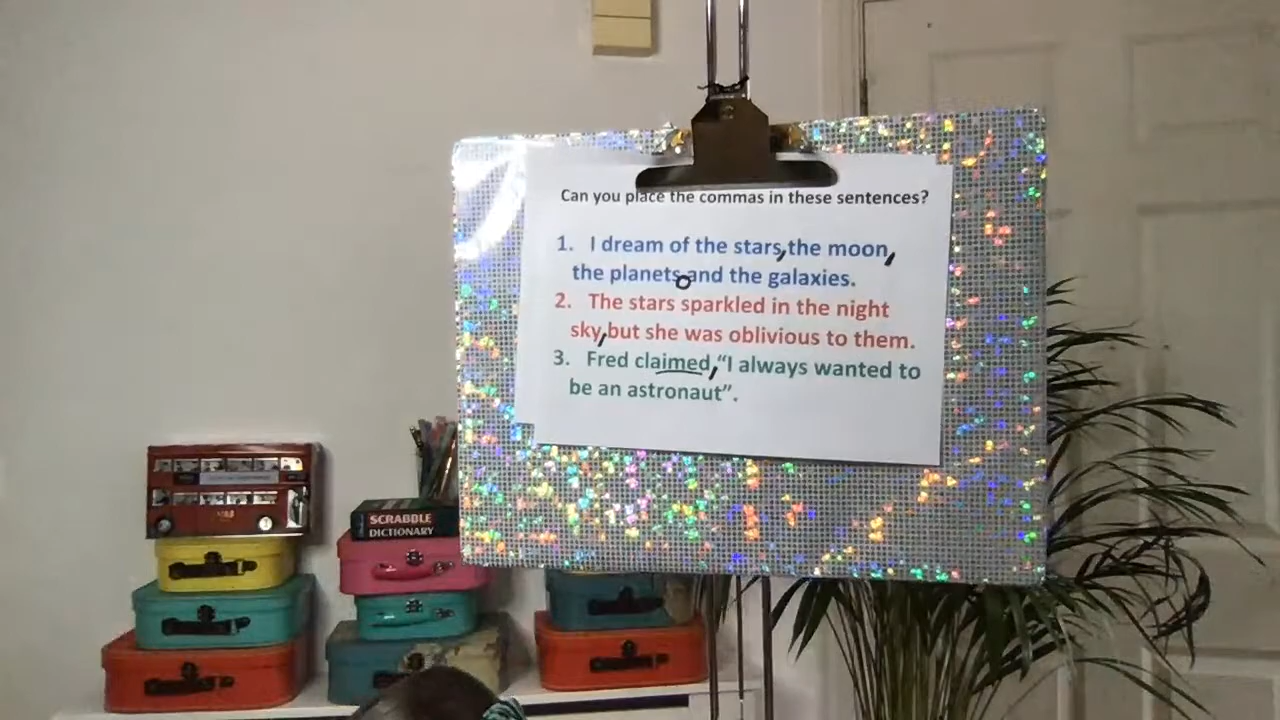 Can you place the commas in these sentences?
1. I dream of the stars, the moon,
the planets and the galaxies.
2. The stars sparkled in the night
sky, but she was oblivious to them.
3. Fred claimed, “I always wanted to
be an astronaut”.
SCRABBLE
DICTIONARY